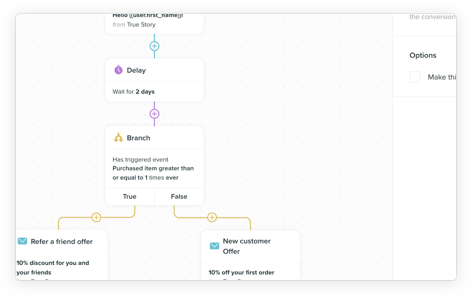 Hello {{user.first_name}}!
from True Story
the conversion
Options
Make thi
Delay
Wait for 2 days
Branch
Has triggered event
Purchased item greater than
or equal to 1 times ever
True
False
Refer a friend offer
10% discount for you and
your friends
New customer
Offer
10% off your first order